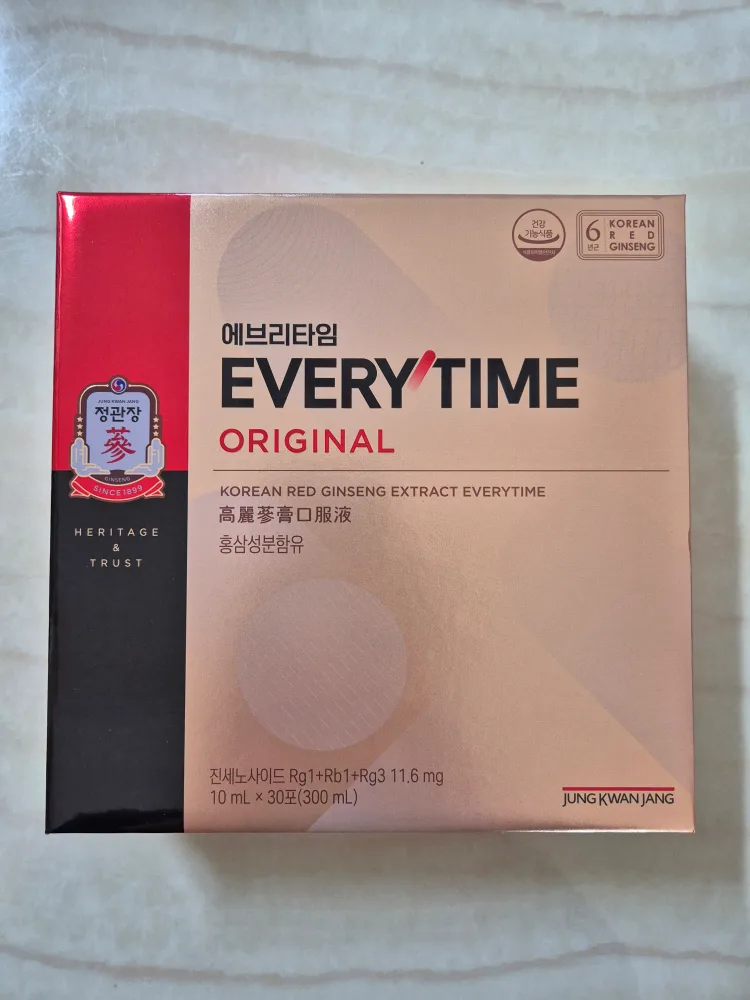 건강
기능식품
6
년근
KOREAN
RED
GINSENG
에브리타임
EVERY'TIME
ORIGINAL
JUNG KWAN JANG
정관장
蔘
GINSENG
SINCE 1899
HERITAGE
&
TRUST
KOREAN RED GINSENG EXTRACT EVERYTIME
高麗蔘膏口服液
홍삼성분함유
진세노사이드 Rg1+Rb1+Rg3 11.6 mg
10 mL × 30포(300 mL)
JUNG KWAN JANG